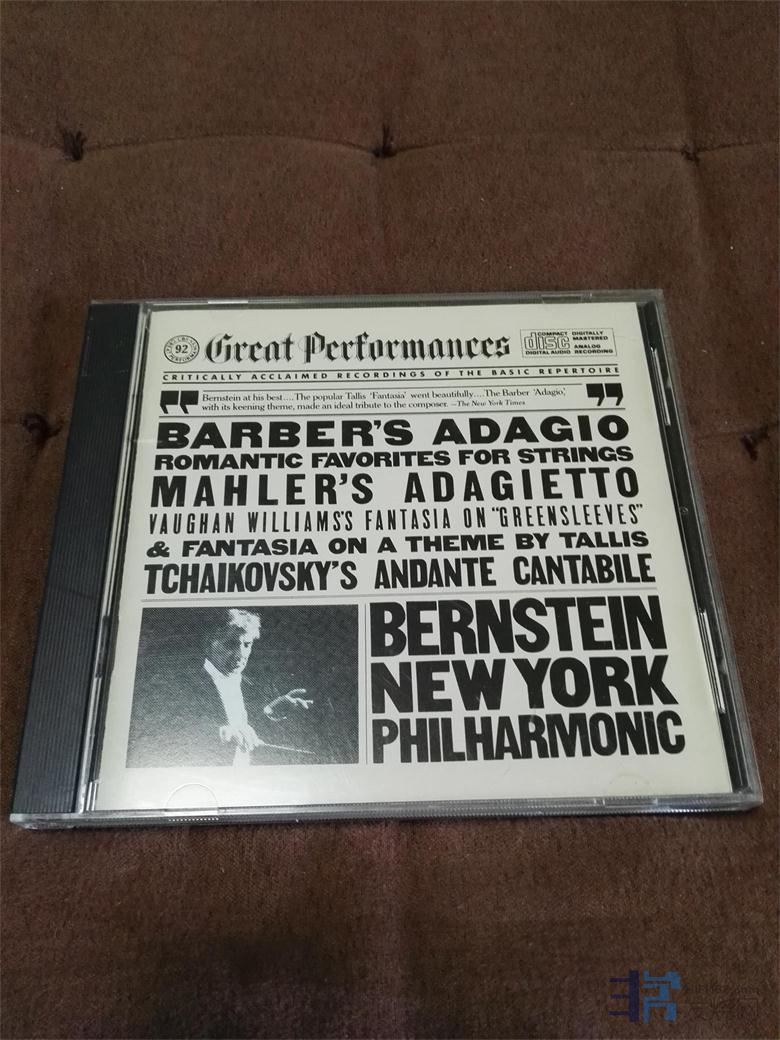 92
Great Performances
COMPACT
disc
DIGITAL AUDIO
DIGITALLY
MASTERED
ANALOG
RECORDING
CRITICALLY ACCLAIMED RECORDINGS OF THE BASIC REPERTOIRE
Bernstein at his best....The popular Tallis 'Fantasia' went beautifully....The Barber 'Adagio,'
with its keening theme, made an ideal tribute to the composer. —The New York Times
BARBER'S ADAGIO
ROMANTIC FAVORITES FOR STRINGS
MAHLER'S ADAGIETTO
VAUGHAN WILLIAMS'S FANTASIA ON "GREENSLEEVES"
& FANTASIA ON A THEME BY TALLIS
TCHAIKOVSKY'S ANDANTE CANTABILE
BERNSTEIN
NEW YORK
PHILHARMONIC